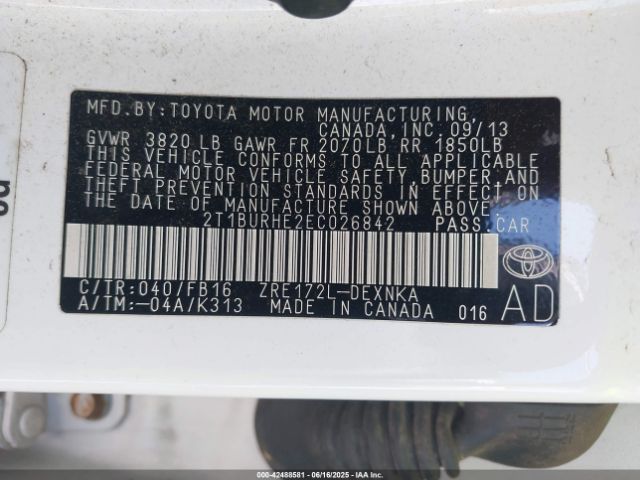 MFD.BY:TOYOTA MOTOR MANUFACTURING,
CANADA,INC. 09/13
GVWR 3820 LB GAWR FR 2070LB RR 1850LB
THIS VEHICLE CONFORMS TO ALL APPLICABLE
FEDERAL MOTOR VEHICLE SAFETY, BUMPER,AND
THEFT PREVENTION STANDARDS IN EFFECT ON
THE DATE OF MANUFACTURE SHOWN ABOVE.
2T1BURHE2EC026842 PASS.CAR
C/TR:040/FB16 ZRE172L-DEXNKA
A/TM:-04A/K313 MADE IN CANADA 016
AD
000-42488581 - 06/16/2025 - IAAI.COM